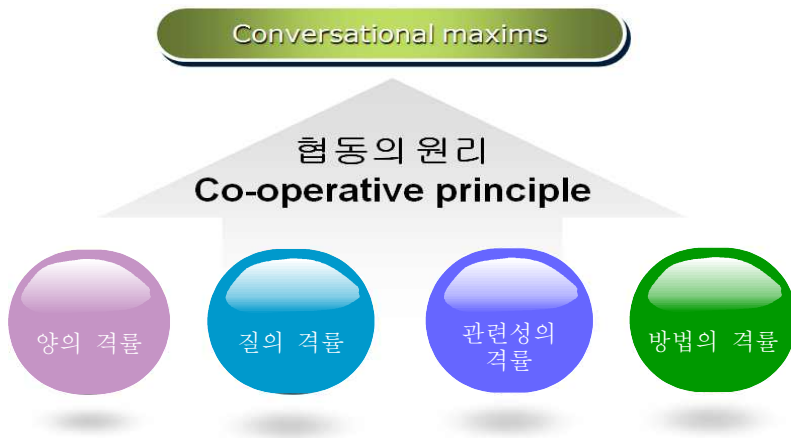 Conversational maxims
협동의 원리
Co-operative principle
양의 격률
질의 격률
관련성의
격률
방법의 격률